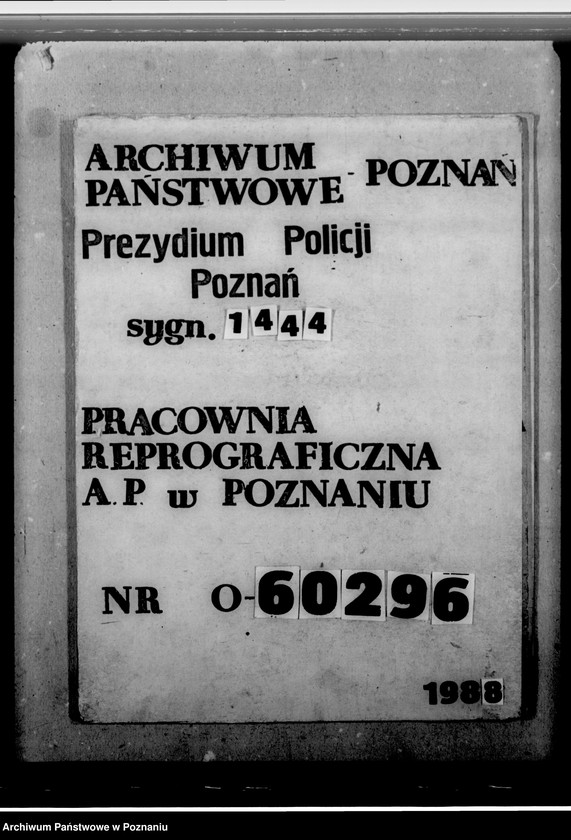 ARCHIWUM
PAŃSTWOWE - POZNAŃ
Prezydium Policji
Poznań
sygn. 1444
PRACOWNIA
REPROGRAFICZNA
A.P. w POZNANIU
NR O-60296
1988
Archiwum Państwowe w Poznaniu